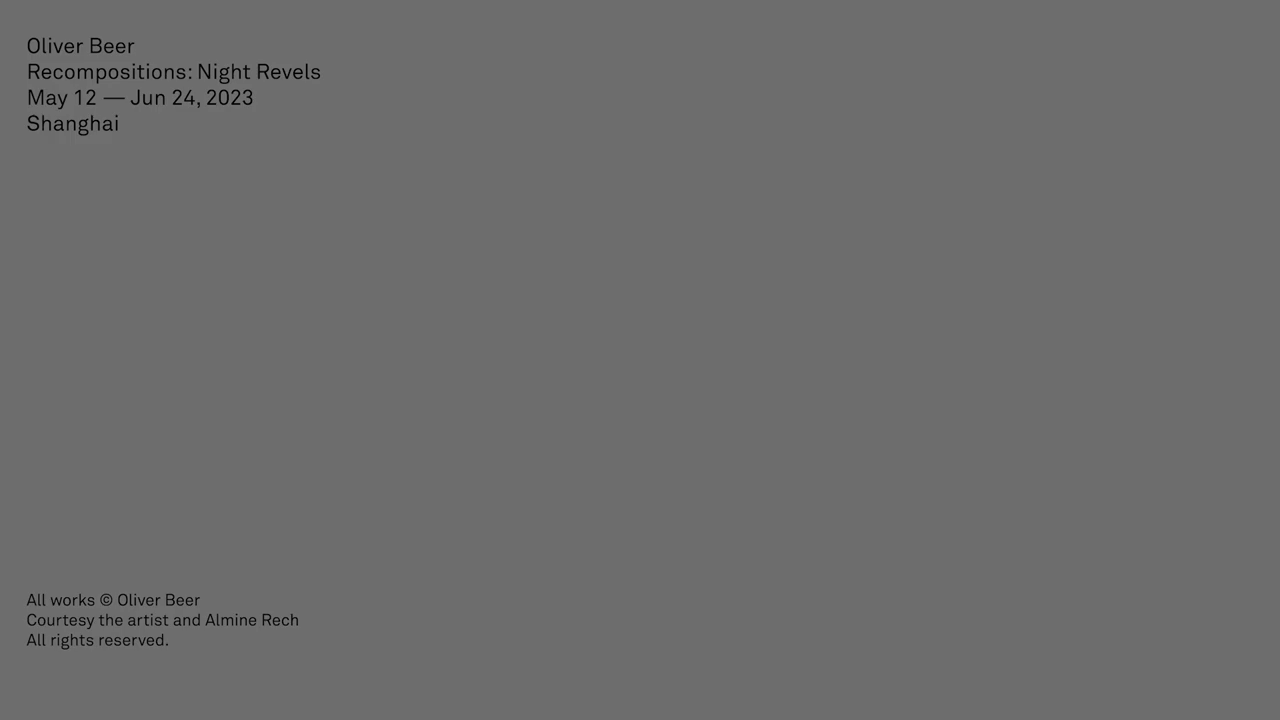 Oliver Beer
Recompositions: Night Revels
May 12 — Jun 24, 2023
Shanghai
All works © Oliver Beer
Courtesy the artist and Almine Rech
All rights reserved.